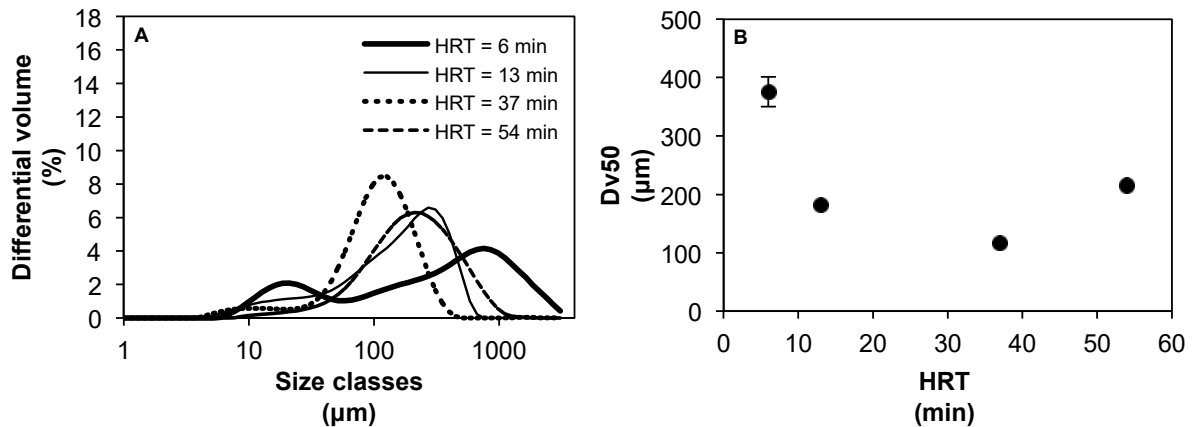 A
18
16
14
12
10
8
6
4
2
0
Differential volume
(%)
HRT = 6 min
HRT = 13 min
HRT = 37 min
HRT = 54 min
1
10
100
1000
Size classes
(µm)
B
500
400
300
200
100
0
Dv50
(µm)
0
10
20
30
40
50
60
HRT
(min)